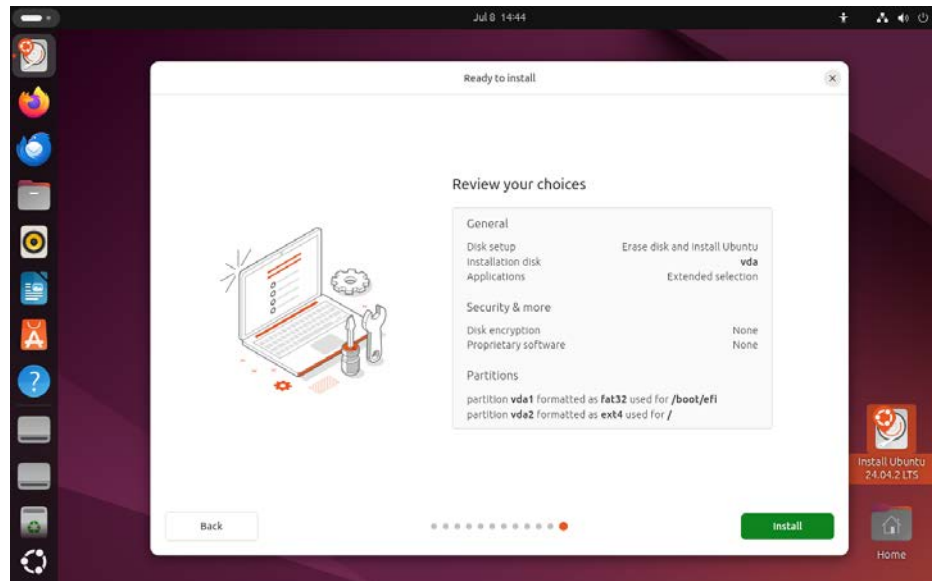 Jul 8 14:44
Ready to install
Review your choices
General
Disk setup Erase disk and install Ubuntu
Installation disk vda
Applications Extended selection
Security & more
Disk encryption None
Proprietary software None
Partitions
partition vda1 formatted as fat32 used for /boot/efi
partition vda2 formatted as ext4 used for /
Install Ubuntu
24.04.2 LTS
Back
Install
Home